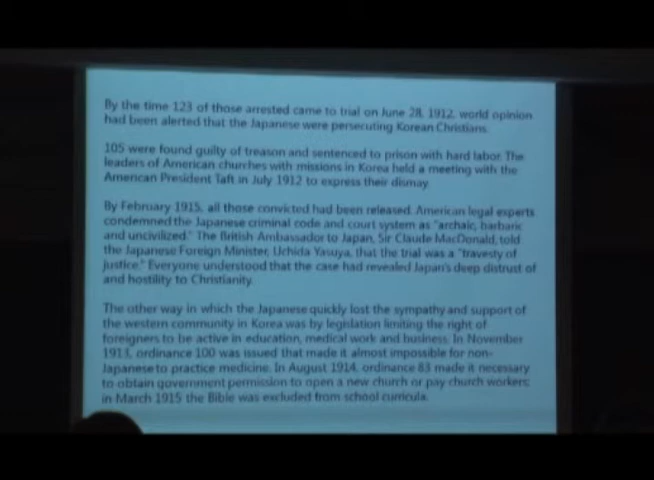 By the time 123 of those arrested came to trial on June 28, 1912, world opinion
had been alerted that the Japanese were persecuting Korean Christians.
105 were found guilty of treason and sentenced to prison with hard labor. The
leaders of American churches with missions in Korea held a meeting with the
American President Taft in July 1912 to express their dismay.
By February 1915, all those convicted had been released. American legal experts
condemned the Japanese criminal code and court system as "archaic, barbaric
and uncivilized." The British Ambassador to Japan, Sir Claude MacDonald, told
the Japanese Foreign Minister, Uchida Yasuya, that the trial was a "travesty of
justice." Everyone understood that the case had revealed Japan's deep distrust of
and hostility to Christianity.
The other way in which the Japanese quickly lost the sympathy and support of
the western community in Korea was by legislation limiting the right of
foreigners to be active in education, medical work and business. In November
1913, ordinance 100 was issued that made it almost impossible for non-
Japanese to practice medicine. In August 1914, ordinance 83 made it necessary
to obtain government permission to open a new church or pay church workers;
in March 1915 the Bible was excluded from school curricula.